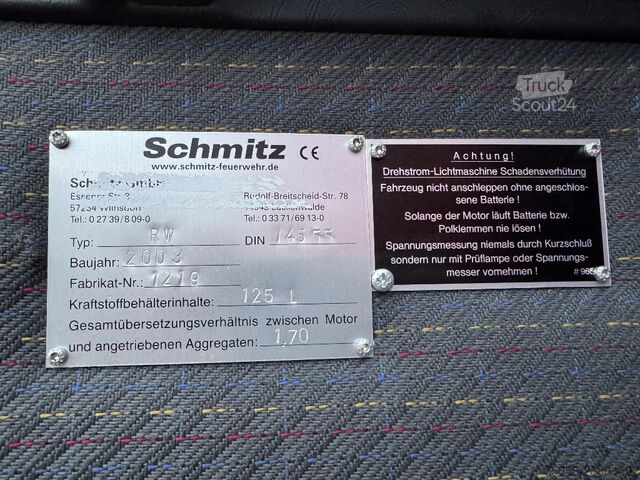 Truck
Scout24
Schmitz CE
www.schmitz-feuerwehr.de
GmbH
Rudolf-Breitscheid-Str. 78
57234 Wilnsdorf
Luckenwalde
Tel.: 0 27 39/8 09-0
Tel.: 0 33 71/69 13-0
Typ: RW DIN 14555
Baujahr: 2003
Fabrikat-Nr.: 1219
Kraftstoffbehälterinhalte: 125 L
Gesamtübersetzungsverhältnis zwischen Motor
und angetriebenen Aggregaten: 1,70
Achtung!
Drehstrom-Lichtmaschine Schadensverhütung
Fahrzeug nicht anschleppen ohne angeschlos-
sene Batterie !
Solange der Motor läuft Batterie bzw.
Polklemmen nie lösen !
Spannungsmessung niemals durch Kurzschluß
sondern nur mit Prüflampe oder Spannungs-
messer vornehmen !